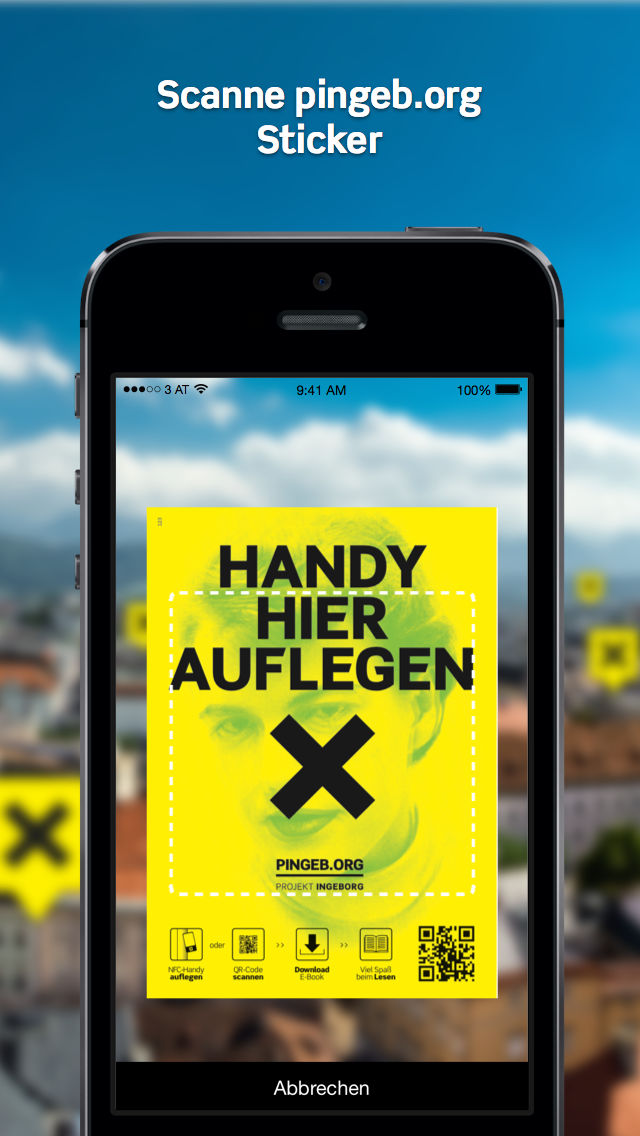 Scanne pingeb.org
Sticker
3 AT
9:41 AM
100%
123
HANDY
HIER
AUFLEGEN
PINGEB.ORG
PROJEKT INGEBORG
NFC-Handy
auflegen
oder
QR-Code
scannen
>>
Download
E-Book
>>
Viel Spaß
beim Lesen
Abbrechen